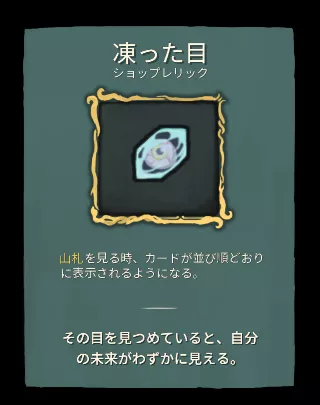 凍った目
ショップレリック
山札を見る時、カードが並び順どおり
に表示されるようになる。
その目を見つめていると、自分
の未来がわずかに見える。